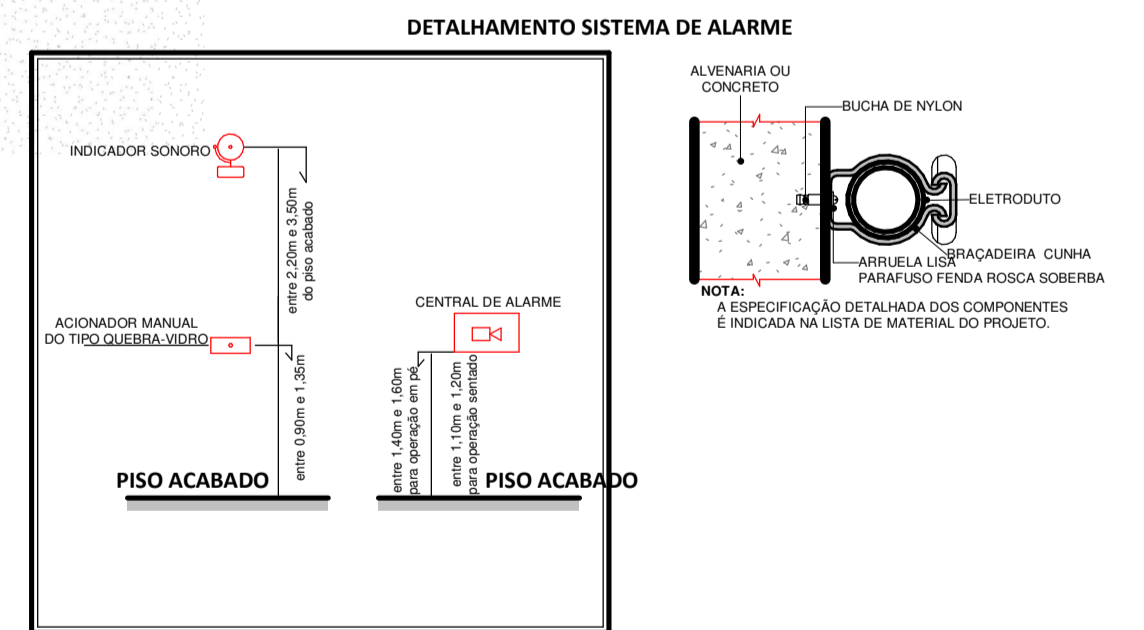 DETALHAMENTO SISTEMA DE ALARME
INDICADOR SONORO
entre 2,20m e 3,50m
do piso acabado
ACIONADOR MANUAL
DO TIPO QUEBRA-VIDRO
entre 0,90m e 1,35m
PISO ACABADO
CENTRAL DE ALARME
entre 1,40m e 1,60m
para operação em pé
entre 1,10m e 1,20m
para operação sentado
PISO ACABADO
ALVENARIA OU
CONCRETO
BUCHA DE NYLON
ELETRODUTO
BRAÇADEIRA CUNHA
ARRUELA LISA
PARAFUSO FENDA ROSCA SOBERBA
NOTA:
A ESPECIFICAÇÃO DETALHADA DOS COMPONENTES
É INDICADA NA LISTA DE MATERIAL DO PROJETO.